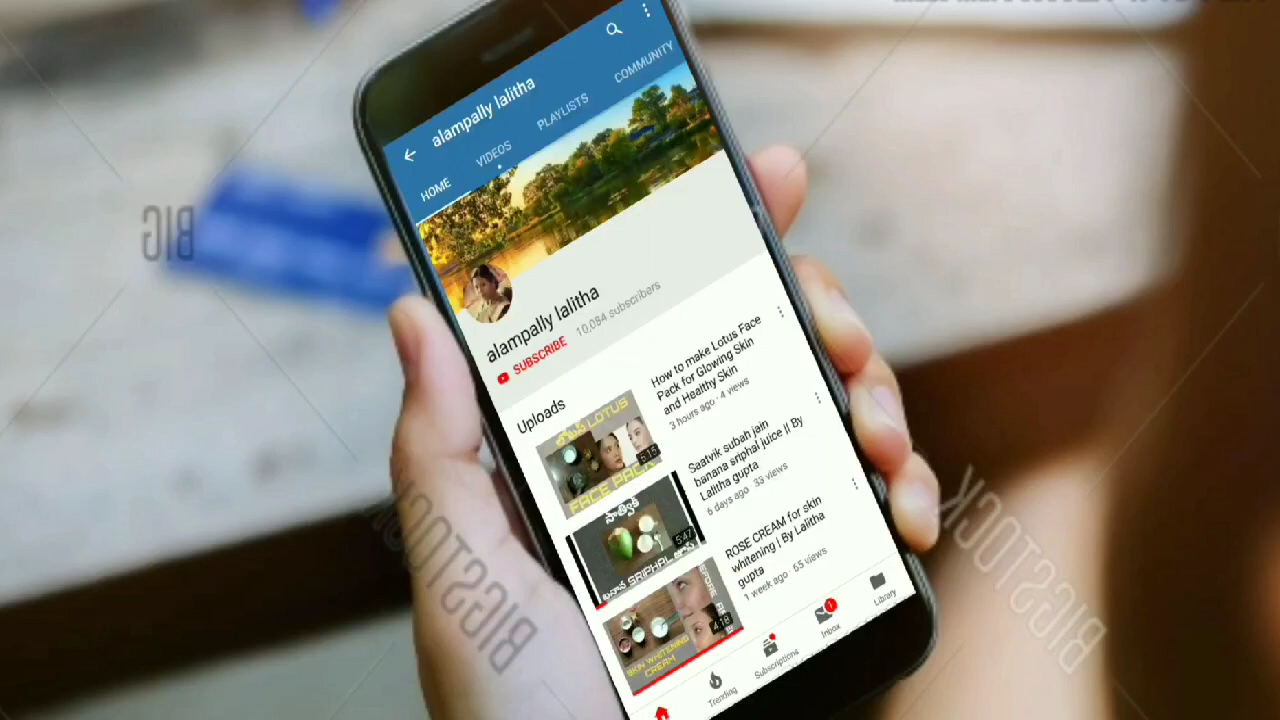 alampally lalitha
HOME
VIDEOS
PLAYLISTS
COMMUNITY
alampally lalitha
SUBSCRIBE 10,084 subscribers
Uploads
LOTUS
FACE PACK
5:15
How to make Lotus Face
Pack for Glowing Skin
and Healthy Skin
3 hours ago · 4 views
సాత్విక్
SRIPHAL
5:47
Saatvik subah jain
banana sriphal juice || By
Lalitha gupta
6 days ago · 33 views
SKIN WHITENING
CREAM
4:18
ROSE CREAM for skin
whitening | By Lalitha
gupta
1 week ago · 65 views
Trending
Subscriptions
1
Inbox
Library
BIG
BIGSTOCK
BIGSTOCK